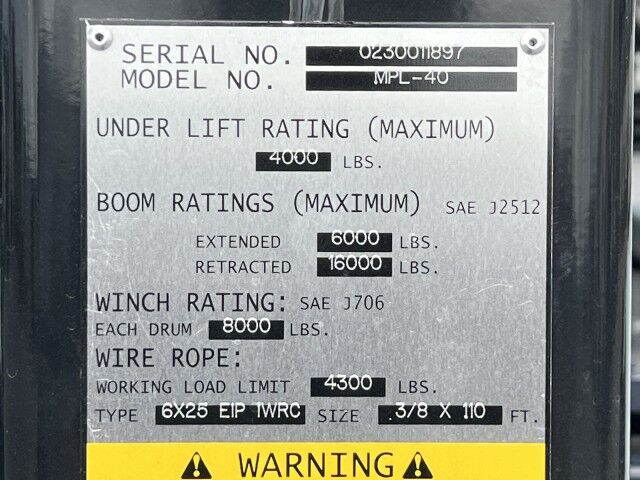 SERIAL NO. 0230011897
MODEL NO. MPL-40
UNDER LIFT RATING (MAXIMUM)
4000 LBS.
BOOM RATINGS (MAXIMUM) SAE J2512
EXTENDED 6000 LBS.
RETRACTED 16000 LBS.
WINCH RATING: SAE J706
EACH DRUM 8000 LBS.
WIRE ROPE:
WORKING LOAD LIMIT 4300 LBS.
TYPE 6X25 EIP IWRC SIZE .3/8 X 110 FT.
WARNING